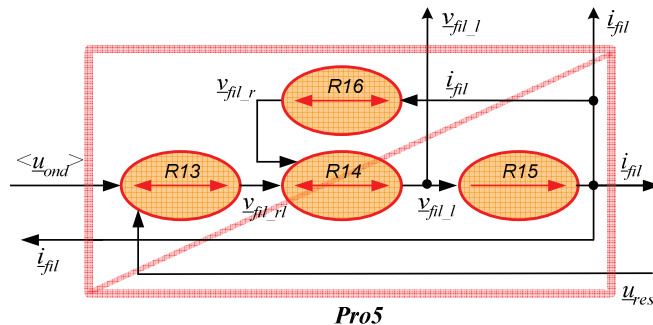 v_fil_l
i_fil
v_fil_r
R16
i_fil
<u_ond>
R13
R14
R15
i_fil
v_fil_rl
v_fil_l
i_fil
u_res
Pro5